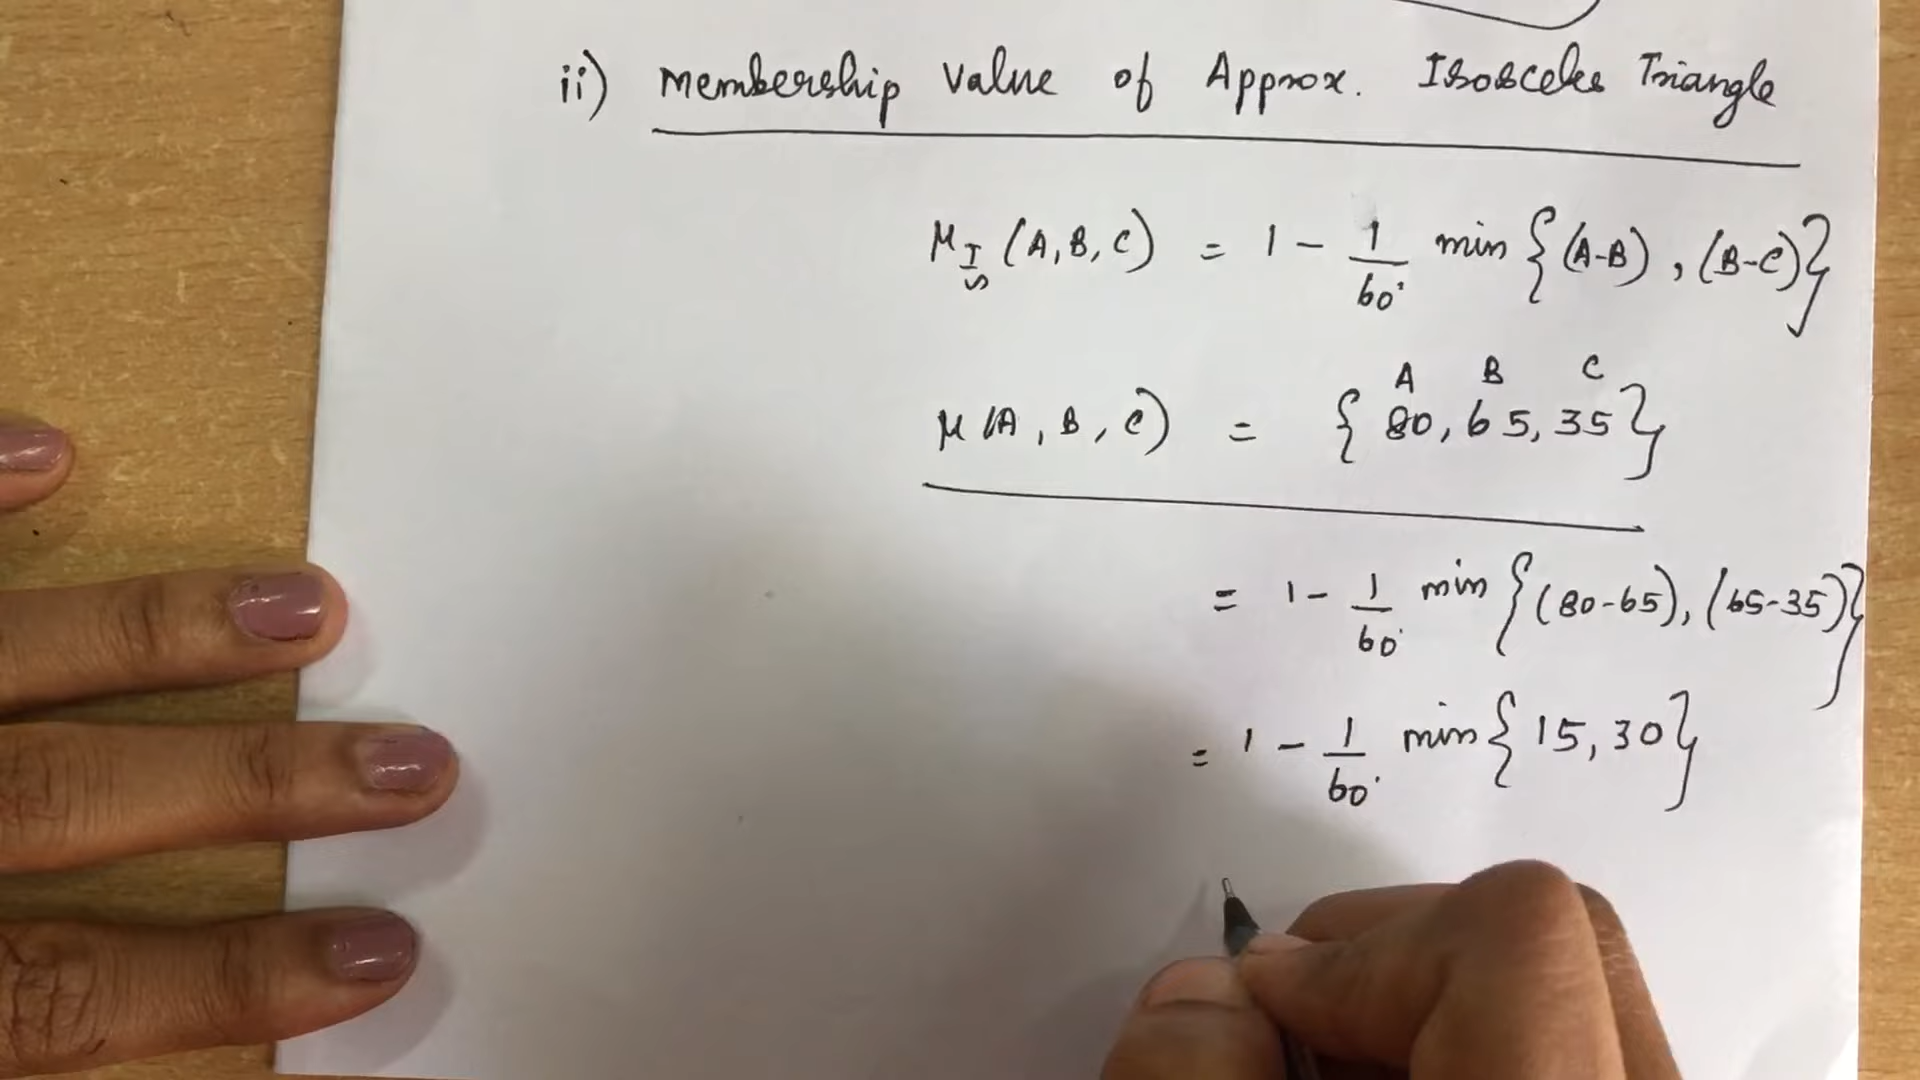 ii) Membership Value of Approx. Isosceles Triangle
μ_Ḭ (A, B, C) = 1 - 1/60° min {(A-B), (B-C)}
A B C
μ (A, B, C) = {80, 65, 35}
= 1 - 1/60° min {(80-65), (65-35)}
= 1 - 1/60° min {15, 30}